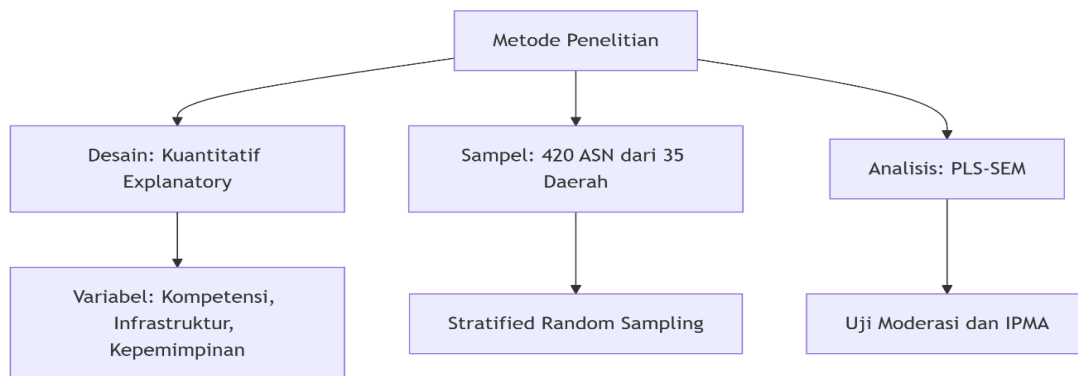 Metode Penelitian
Desain: Kuantitatif
Explanatory
Sampel: 420 ASN dari 35
Daerah
Analisis: PLS-SEM
Variabel: Kompetensi,
Infrastruktur,
Kepemimpinan
Stratified Random Sampling
Uji Moderasi dan IPMA